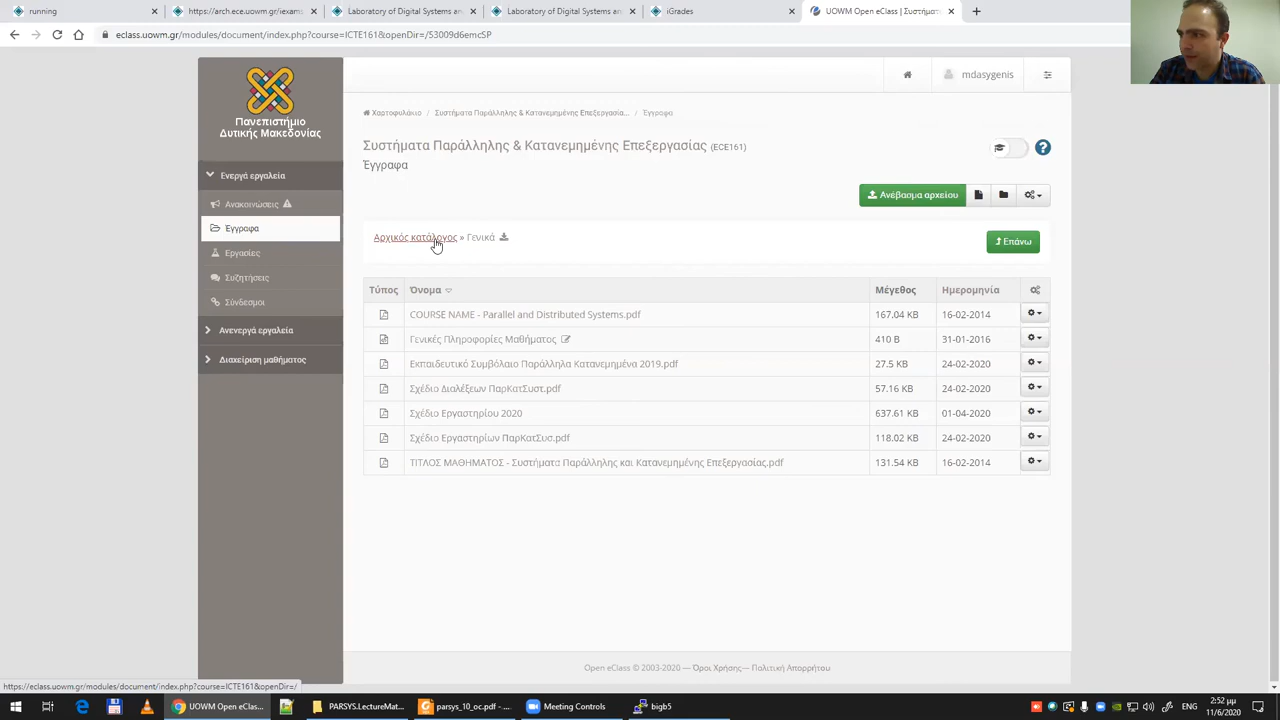 running
https://arch.ece.uowm.gr/iexams
Laboratory of Digital Systems an
Laboratory of Digital Systems an
iGrades
UOWM Open eClass | Συστήματ
eclass.uowm.gr/modules/document/index.php?course=ICTE161&openDir=/53009d6emcSP
Πανεπιστήμιο
Δυτικής Μακεδονίας
mdasygenis
Χαρτοφυλάκιο / Συστήματα Παράλληλης & Κατανεμημένης Επεξεργασία... / Έγγραφα
Συστήματα Παράλληλης & Κατανεμημένης Επεξεργασίας (ECE161)
Έγγραφα
Ενεργά εργαλεία
Ανακοινώσεις
Έγγραφα
Εργασίες
Συζητήσεις
Σύνδεσμοι
Ανενεργά εργαλεία
Διαχείριση μαθήματος
Ανέβασμα αρχείου
Αρχικός κατάλογος » Γενικά
Επάνω
Τύπος Όνομα Μέγεθος Ημερομηνία
COURSE NAME - Parallel and Distributed Systems.pdf 167.04 KB 16-02-2014
Γενικές Πληροφορίες Μαθήματος 410 B 31-01-2016
Εκπαιδευτικό Συμβόλαιο Παράλληλα Κατανεμημένα 2019.pdf 27.5 KB 24-02-2020
Σχέδιο Διαλέξεων ΠαρΚατΣυστ.pdf 57.16 KB 24-02-2020
Σχέδιο Εργαστηρίου 2020 637.61 KB 01-04-2020
Σχέδιο Εργαστηρίων ΠαρΚατΣυσ.pdf 118.02 KB 24-02-2020
ΤΙΤΛΟΣ ΜΑΘΗΜΑΤΟΣ - Συστήματα Παράλληλης και Κατανεμημένης Επεξεργασίας.pdf 131.54 KB 16-02-2014
Open eClass © 2003-2020 — Όροι Χρήσης— Πολιτική Απορρήτου
https://eclass.uowm.gr/modules/document/index.php?course=ICTE161&openDir=/
UOWM Open eClas...
PARSYS.LectureMat...
parsys_10_oc.pdf - ...
Meeting Controls
big5
2:52 μμ
11/6/2020